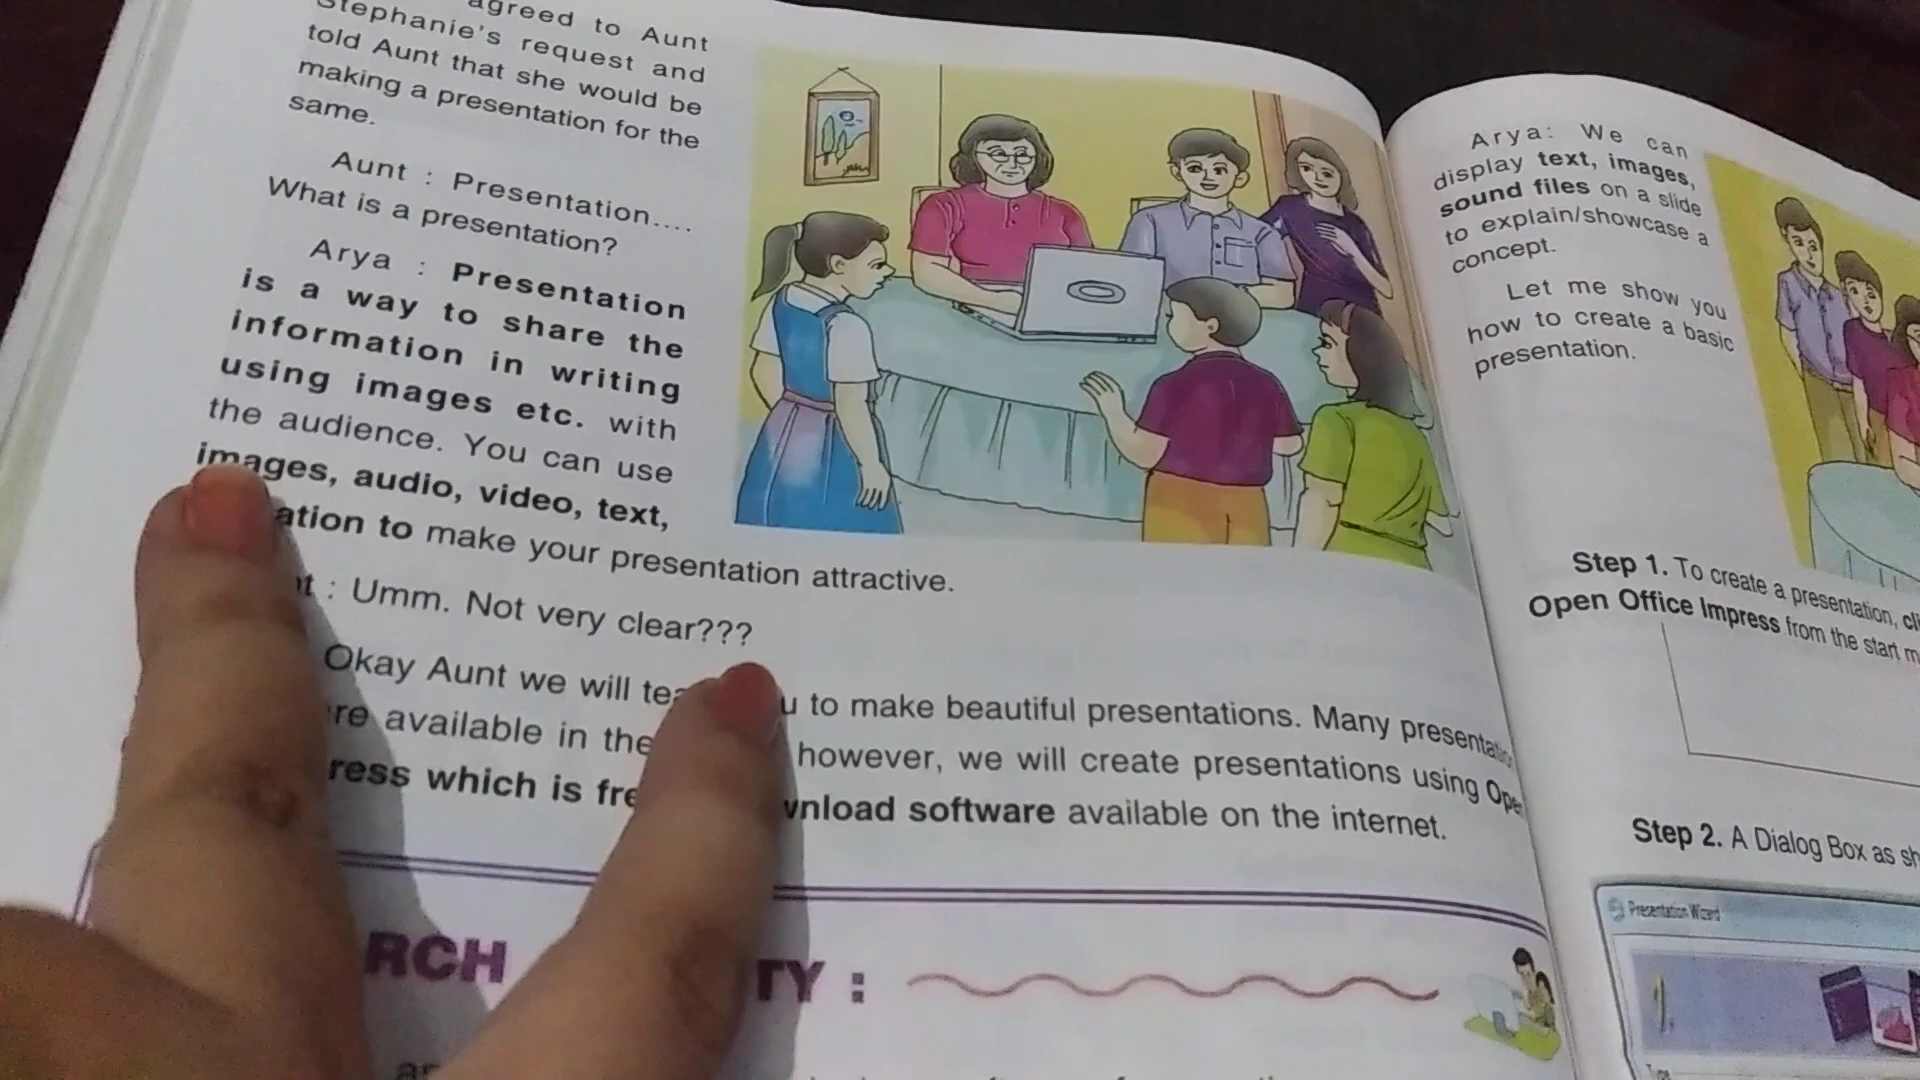 agreed to Aunt
Stephanie's request and
told Aunt that she would be
making a presentation for the
same.
Aunt : Presentation....
What is a presentation?
Arya : Presentation
is a way to share the
information in writing
using images etc. with
the audience. You can use
images, audio, video, text,
ation to make your presentation attractive.
t : Umm. Not very clear???
Okay Aunt we will u to make beautiful presentations. Many
re available in the however, we will create presentations using
ress which is wnload software available on the internet.
RCH TY :
Arya: We can
display text, images,
sound files on a slide
to explain/showcase a
concept.
Let me show you
how to create a basic
presentation.
Step 1. To create a presentation,
Open Office Impress from the start
Step 2. A Dialog Box as
Presentation Wizard